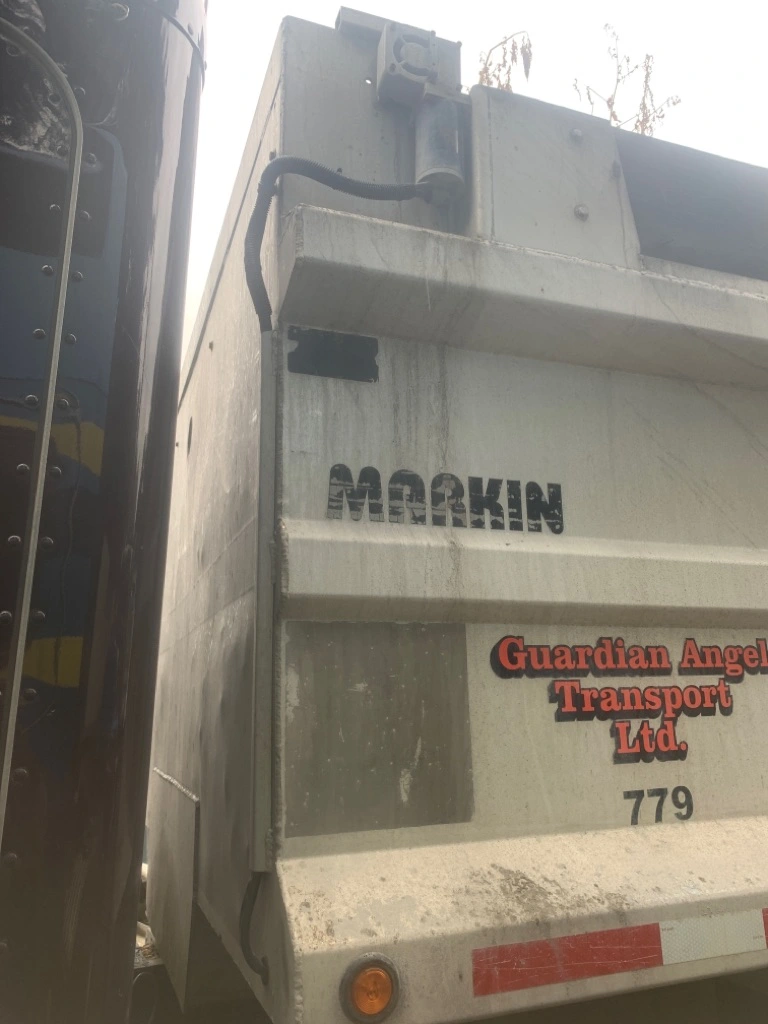 MARKIN
Guardian Angel
Transport
Ltd.
779